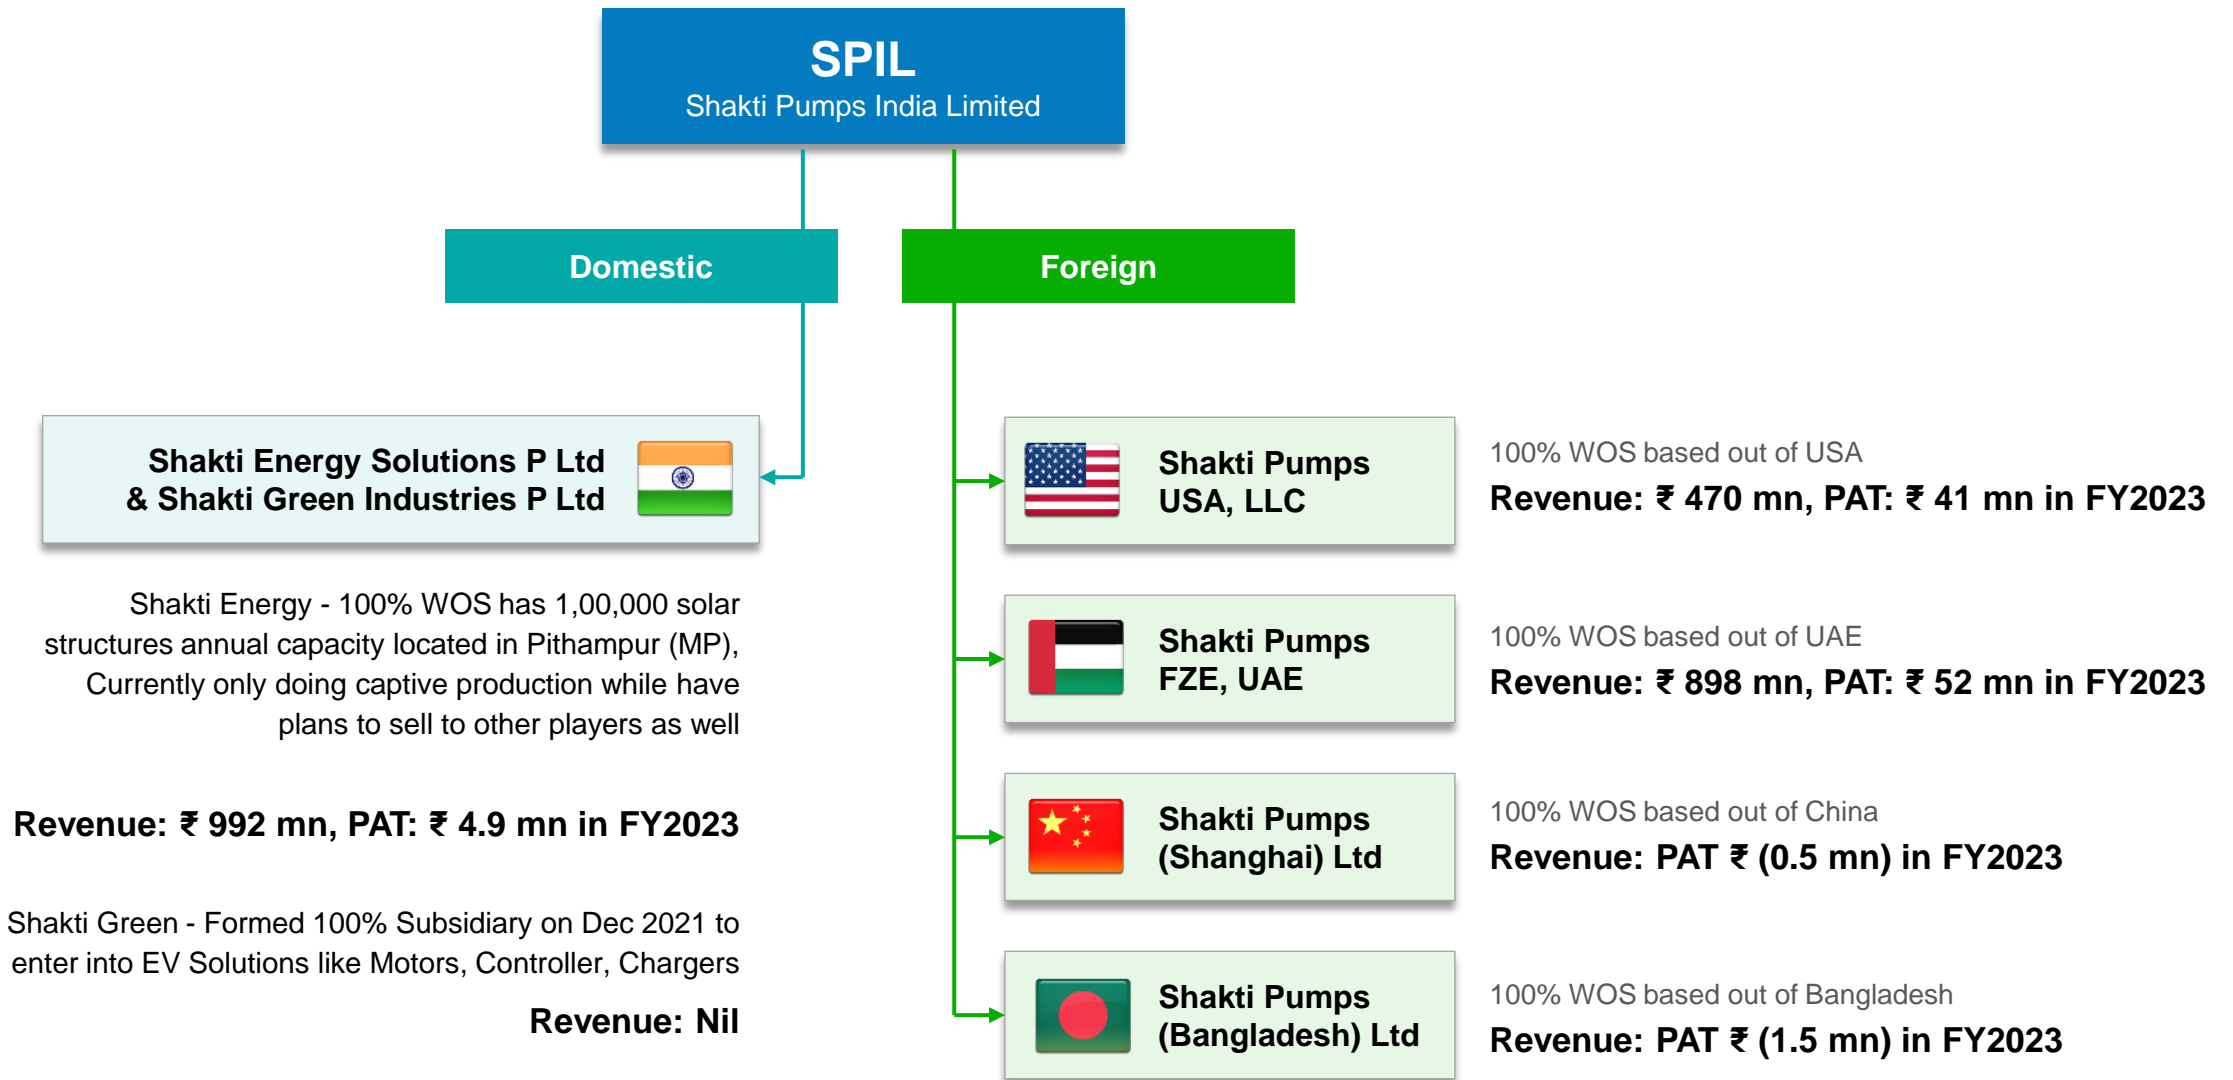 SPIL
Shakti Pumps India Limited
Domestic
Foreign
Shakti Energy Solutions P Ltd
& Shakti Green Industries P Ltd
Shakti Energy - 100% WOS has 1,00,000 solar
structures annual capacity located in Pithampur (MP),
Currently only doing captive production while have
plans to sell to other players as well
Revenue: ₹ 992 mn, PAT: ₹ 4.9 mn in FY2023
Shakti Green - Formed 100% Subsidiary on Dec 2021 to
enter into EV Solutions like Motors, Controller, Chargers
Revenue: Nil
Shakti Pumps
USA, LLC
100% WOS based out of USA
Revenue: ₹ 470 mn, PAT: ₹ 41 mn in FY2023
Shakti Pumps
FZE, UAE
100% WOS based out of UAE
Revenue: ₹ 898 mn, PAT: ₹ 52 mn in FY2023
Shakti Pumps
(Shanghai) Ltd
100% WOS based out of China
Revenue: PAT ₹ (0.5 mn) in FY2023
Shakti Pumps
(Bangladesh) Ltd
100% WOS based out of Bangladesh
Revenue: PAT ₹ (1.5 mn) in FY2023